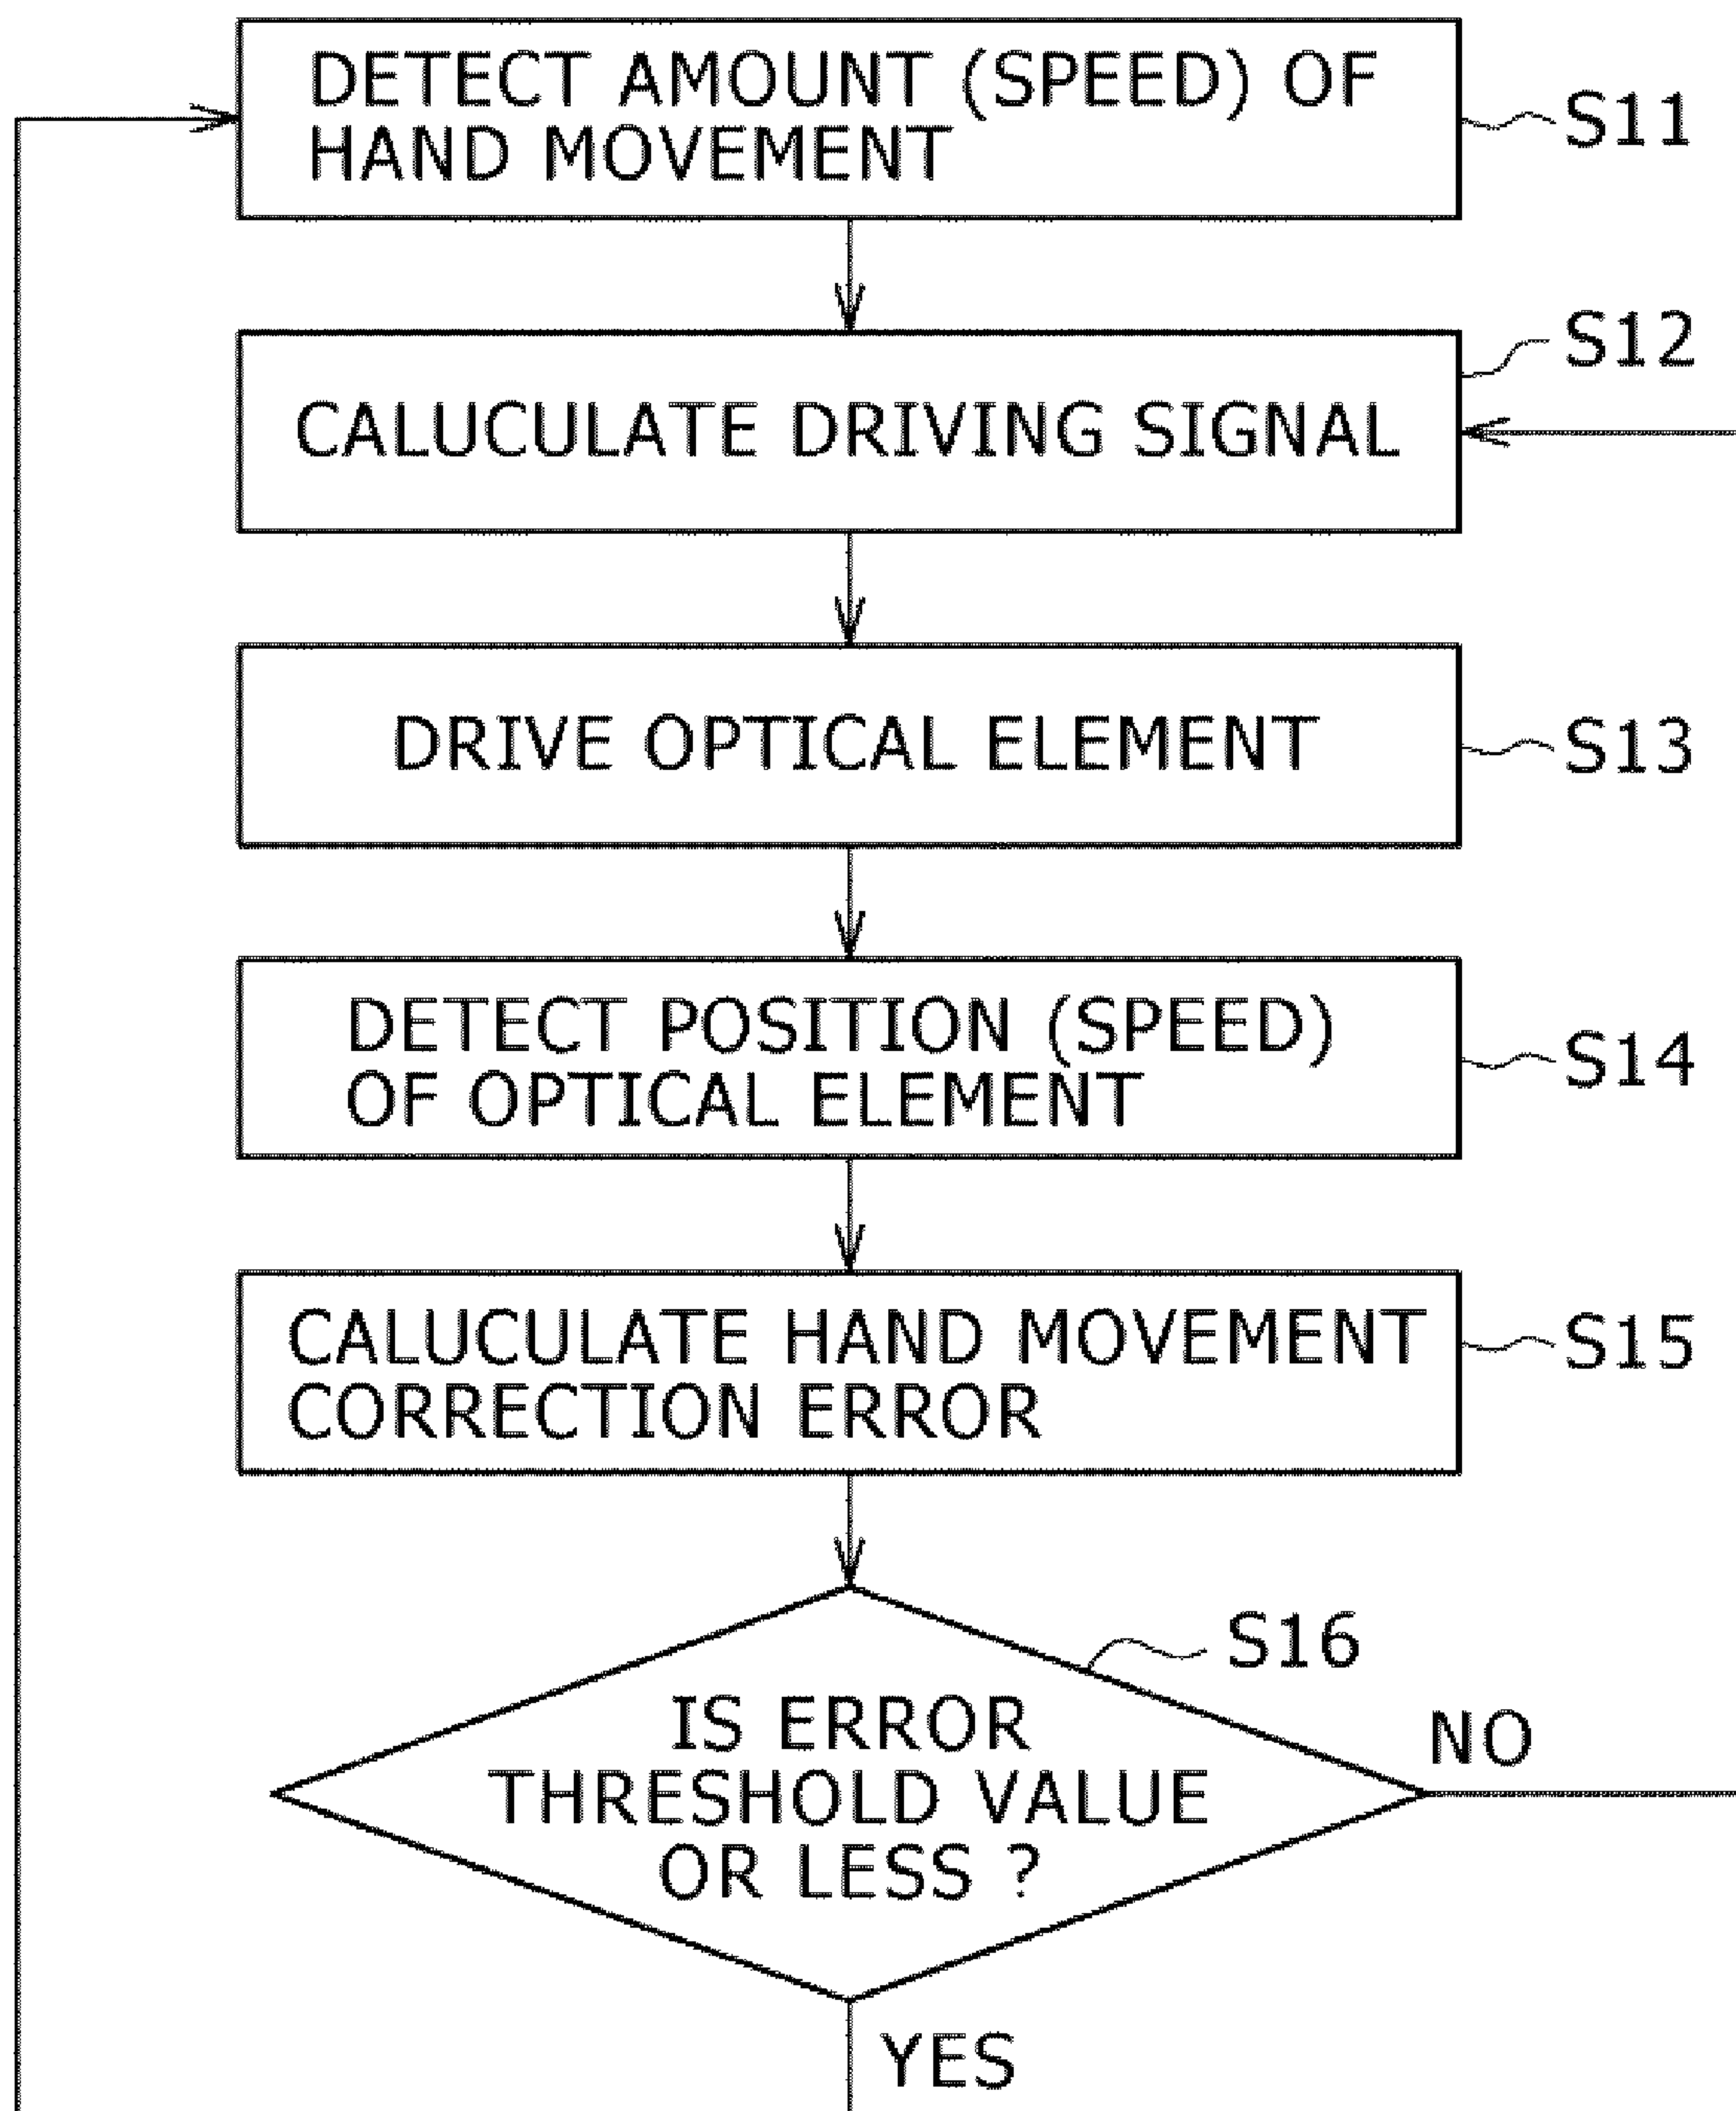 DETECT AMOUNT (SPEED) OF
HAND MOVEMENT
S11
S12
CALUCULATE DRIVING SIGNAL
DRIVE OPTICAL ELEMENT
S13
DETECT POSITION (SPEED)
OF OPTICAL ELEMENT
S14
CALUCULATE HAND MOVEMENT
CORRECTION ERROR
S15
S16
IS ERROR
THRESHOLD VALUE
OR LESS ?
NO
YES